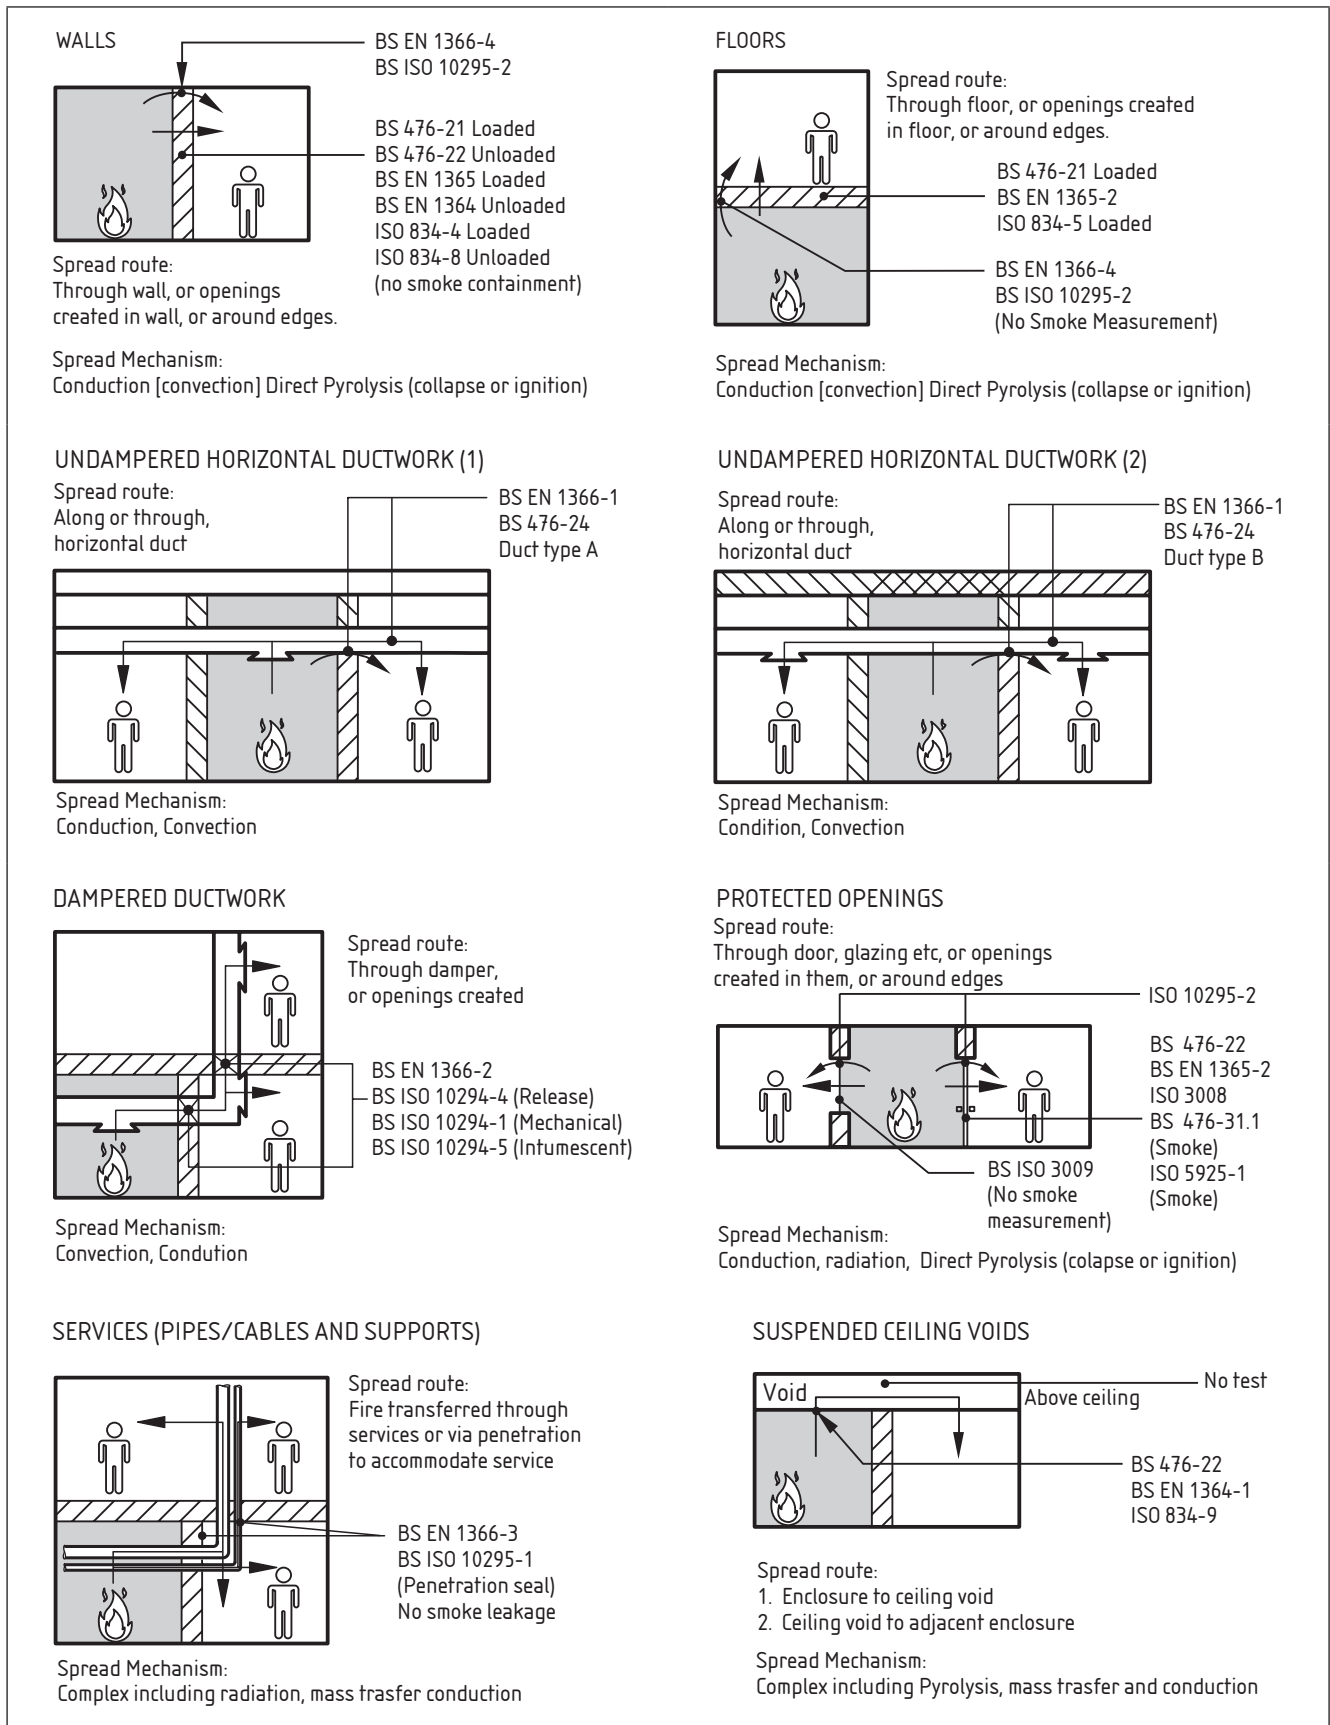 WALLS
BS EN 1366-4
BS ISO 10295-2
BS 476-21 Loaded
BS 476-22 Unloaded
BS EN 1365 Loaded
BS EN 1364 Unloaded
ISO 834-4 Loaded
ISO 834-8 Unloaded
(no smoke containment)
Spread route:
Through wall, or openings
created in wall, or around edges.
Spread Mechanism:
Conduction [convection] Direct Pyrolysis (collapse or ignition)
FLOORS
Spread route:
Through floor, or openings created
in floor, or around edges.
BS 476-21 Loaded
BS EN 1365-2
ISO 834-5 Loaded
BS EN 1366-4
BS ISO 10295-2
(No Smoke Measurement)
Spread Mechanism:
Conduction [convection] Direct Pyrolysis (collapse or ignition)
UNDAMPERED HORIZONTAL DUCTWORK (1)
Spread route:
Along or through,
horizontal duct
BS EN 1366-1
BS 476-24
Duct type A
Spread Mechanism:
Conduction, Convection
UNDAMPERED HORIZONTAL DUCTWORK (2)
Spread route:
Along or through,
horizontal duct
BS EN 1366-1
BS 476-24
Duct type B
Spread Mechanism:
Condition, Convection
DAMPERED DUCTWORK
Spread route:
Through damper,
or openings created
BS EN 1366-2
BS ISO 10294-4 (Release)
BS ISO 10294-1 (Mechanical)
BS ISO 10294-5 (Intumescent)
Spread Mechanism:
Convection, Condution
PROTECTED OPENINGS
Spread route:
Through door, glazing etc, or openings
created in them, or around edges
ISO 10295-2
BS 476-22
BS EN 1365-2
ISO 3008
BS 476-31.1
(Smoke)
ISO 5925-1
(Smoke)
BS ISO 3009
(No smoke
measurement)
Spread Mechanism:
Conduction, radiation, Direct Pyrolysis (colapse or ignition)
SERVICES (PIPES/CABLES AND SUPPORTS)
Spread route:
Fire transferred through
services or via penetration
to accommodate service
BS EN 1366-3
BS ISO 10295-1
(Penetration seal)
No smoke leakage
Spread Mechanism:
Complex including radiation, mass trasfer conduction
SUSPENDED CEILING VOIDS
Void
No test
Above ceiling
BS 476-22
BS EN 1364-1
ISO 834-9
Spread route:
1. Enclosure to ceiling void
2. Ceiling void to adjacent enclosure
Spread Mechanism:
Complex including Pyrolysis, mass trasfer and conduction